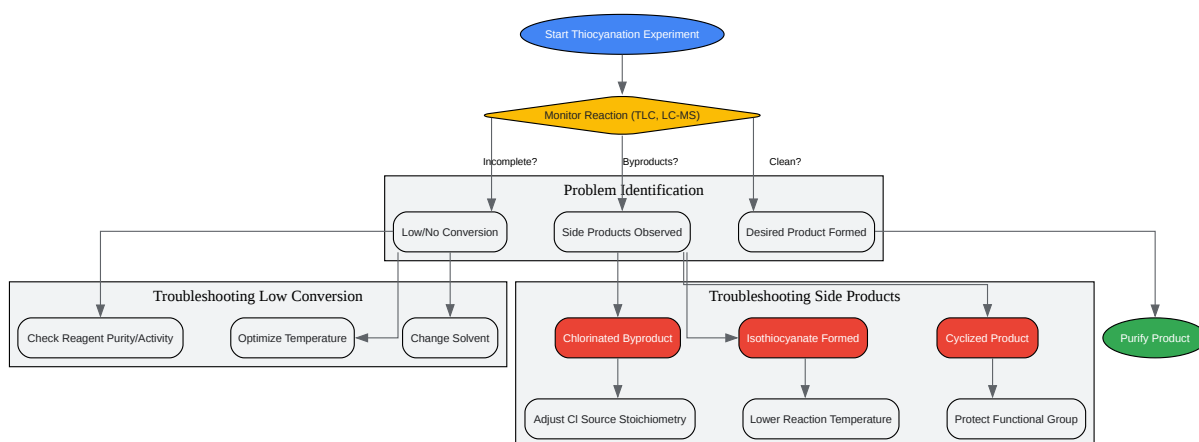 Start Thiocyanation Experiment
Monitor Reaction (TLC, LC-MS)
Incomplete?
Byproducts?
Clean?
Problem Identification
Low/No Conversion
Side Products Observed
Desired Product Formed
Troubleshooting Low Conversion
Troubleshooting Side Products
Check Reagent Purity/Activity
Optimize Temperature
Change Solvent
Chlorinated Byproduct
Isothiocyanate Formed
Cyclized Product
Purify Product
Adjust Cl Source Stoichiometry
Lower Reaction Temperature
Protect Functional Group